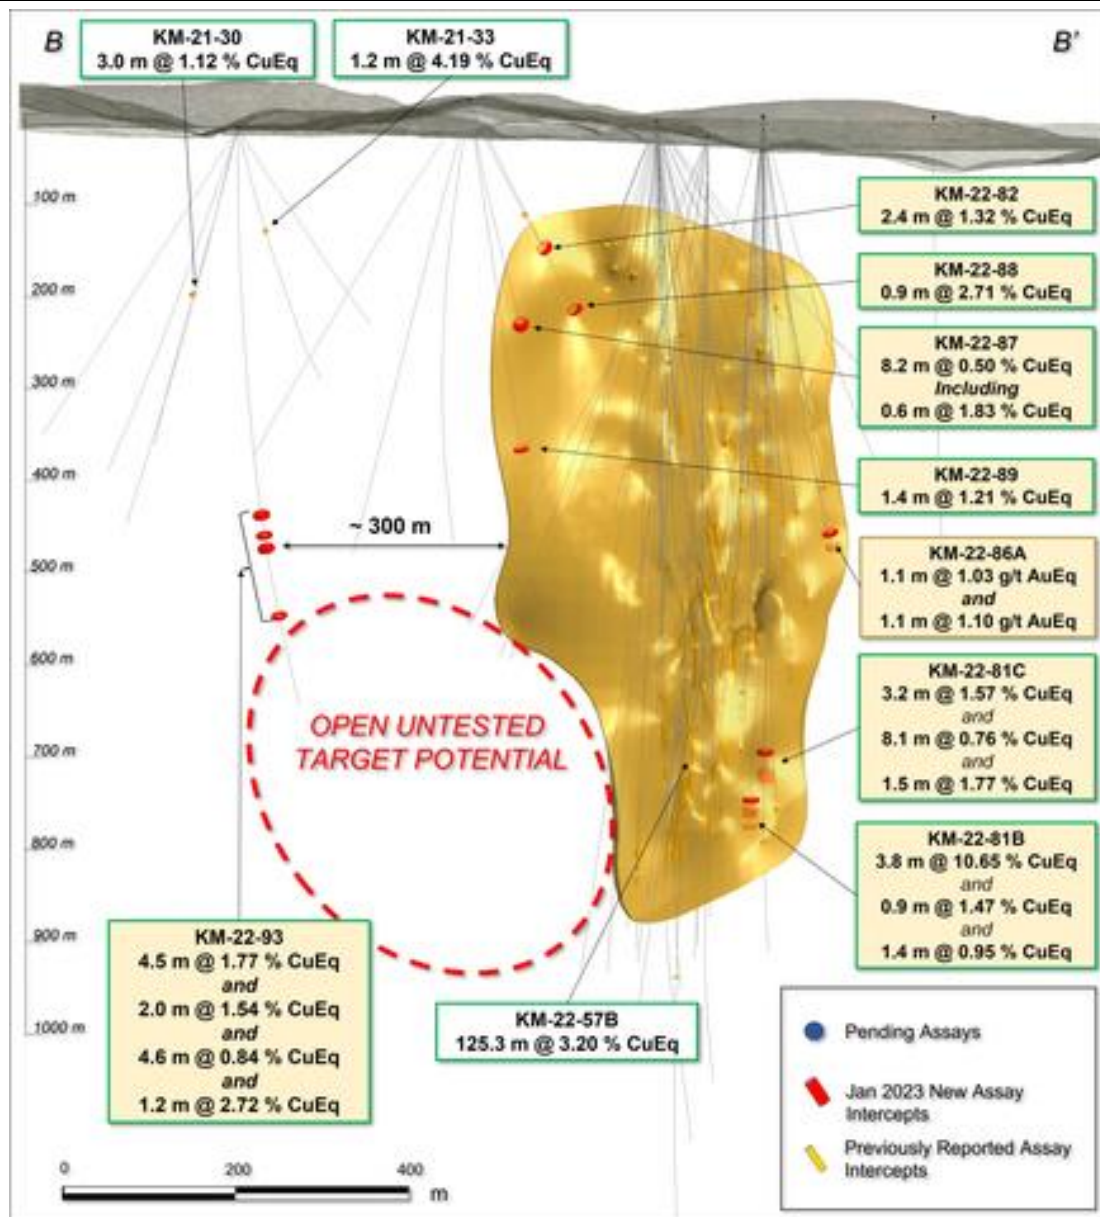 B
B'
KM-21-30
3.0 m @ 1.12 % CuEq
KM-21-33
1.2 m @ 4.19 % CuEq
100 m
200 m
300 m
400 m
500 m
600 m
700 m
800 m
900 m
1000 m
KM-22-82
2.4 m @ 1.32 % CuEq
KM-22-88
0.9 m @ 2.71 % CuEq
KM-22-87
8.2 m @ 0.50 % CuEq
Including
0.6 m @ 1.83 % CuEq
KM-22-89
1.4 m @ 1.21 % CuEq
~ 300 m
KM-22-86A
1.1 m @ 1.03 g/t AuEq
and
1.1 m @ 1.10 g/t AuEq
OPEN UNTESTED
TARGET POTENTIAL
KM-22-81C
3.2 m @ 1.57 % CuEq
and
8.1 m @ 0.76 % CuEq
and
1.5 m @ 1.77 % CuEq
KM-22-81B
3.8 m @ 10.65 % CuEq
and
0.9 m @ 1.47 % CuEq
and
1.4 m @ 0.95 % CuEq
KM-22-93
4.5 m @ 1.77 % CuEq
and
2.0 m @ 1.54 % CuEq
and
4.6 m @ 0.84 % CuEq
and
1.2 m @ 2.72 % CuEq
KM-22-57B
125.3 m @ 3.20 % CuEq
Pending Assays
Jan 2023 New Assay
Intercepts
Previously Reported Assay
Intercepts
0
200
400
m